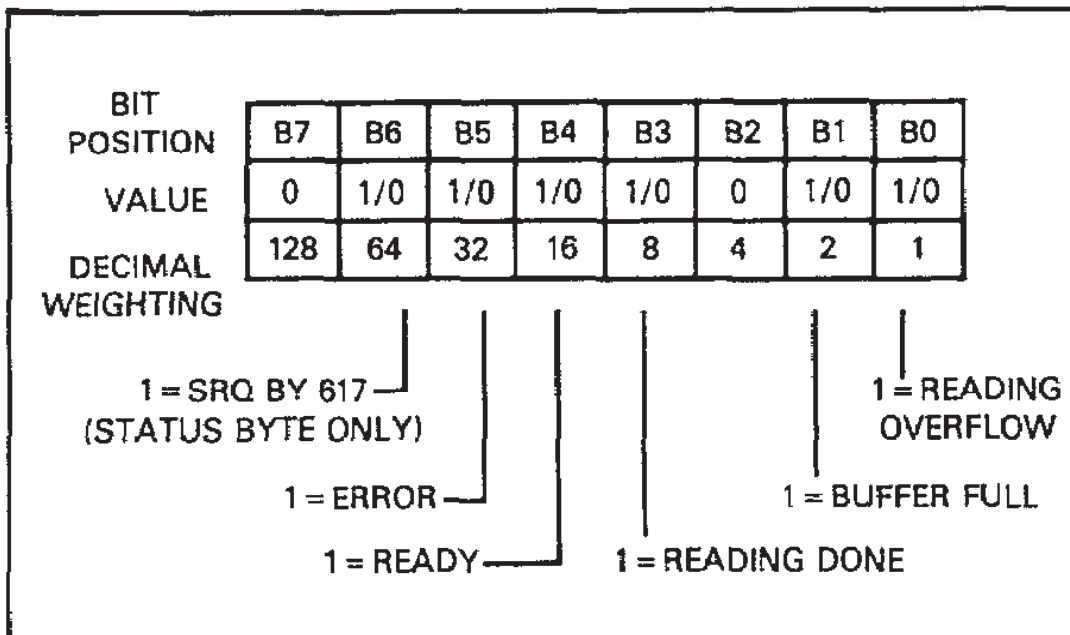 BIT
POSITION
B7 B6 B5 B4 B3 B2 B1 B0
VALUE
0 1/0 1/0 1/0 1/0 0 1/0 1/0
DECIMAL
WEIGHTING
128 64 32 16 8 4 2 1
1 = SRQ BY 617
(STATUS BYTE ONLY)
1 = READING
OVERFLOW
1 = ERROR
1 = BUFFER FULL
1 = READY
1 = READING DONE